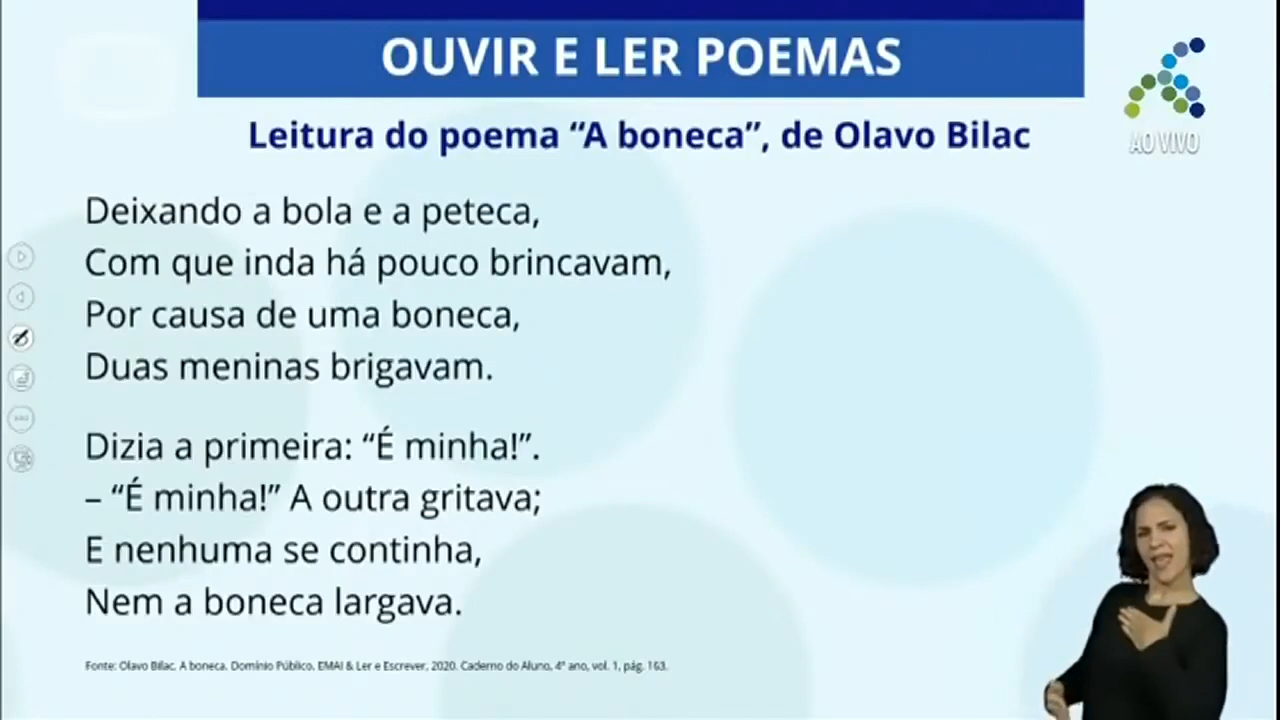 OUVIR E LER POEMAS
AO VIVO
Leitura do poema “A boneca”, de Olavo Bilac
Deixando a bola e a peteca,
Com que inda há pouco brincavam,
Por causa de uma boneca,
Duas meninas brigavam.
Dizia a primeira: “É minha!”.
– “É minha!” A outra gritava;
E nenhuma se continha,
Nem a boneca largava.
Fonte: Olavo Bilac. A boneca. Domínio Público. EMAI & Ler e Escrever, 2020. Caderno do Aluno, 4º ano, vol. 1, pág. 163.